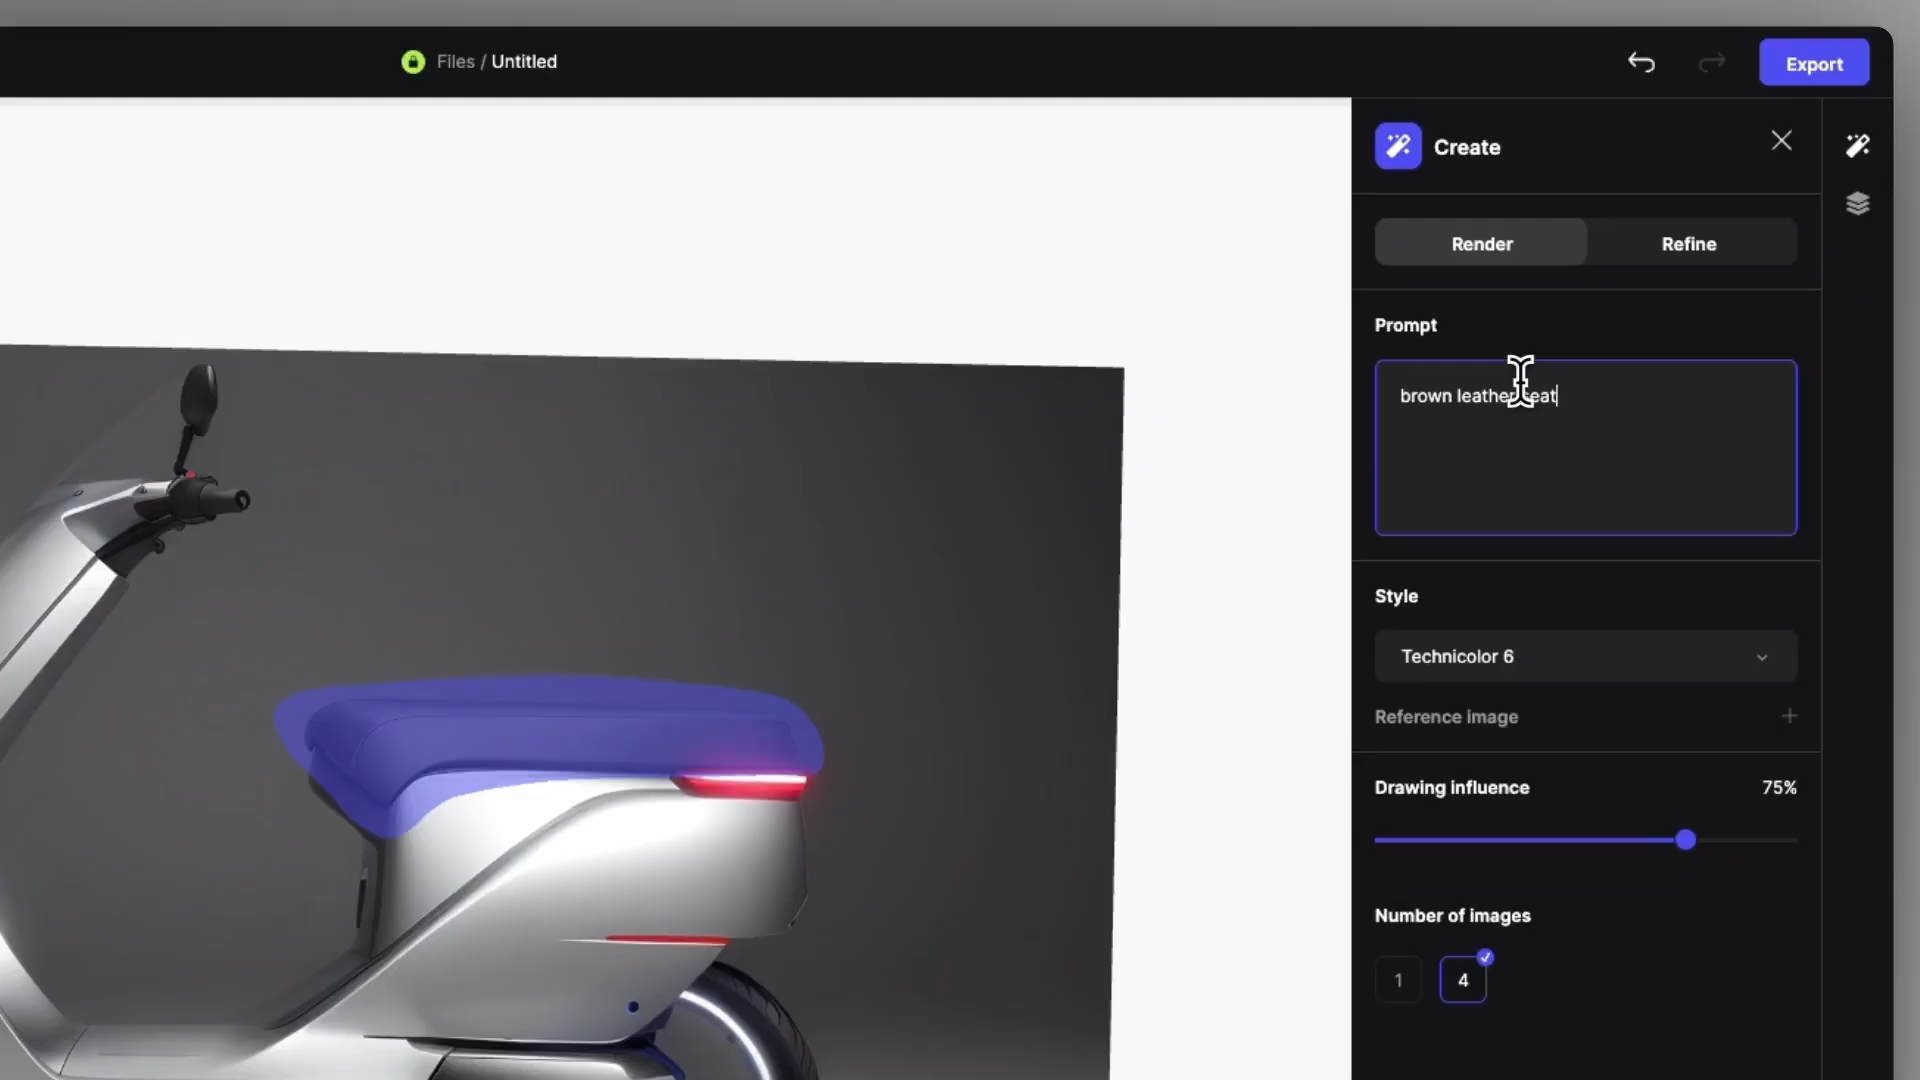 Files / Untitled
Export
Create
Render
Refine
Prompt
brown leather seat
Style
Technicolor 6
Reference image
Drawing influence
75%
Number of images
1
4